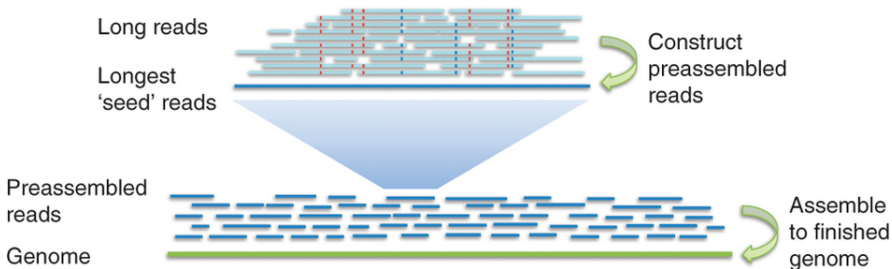 Long reads
Longest
‘seed’ reads
Construct
preassembled
reads
Preassembled
reads
Genome
Assemble
to finished
genome